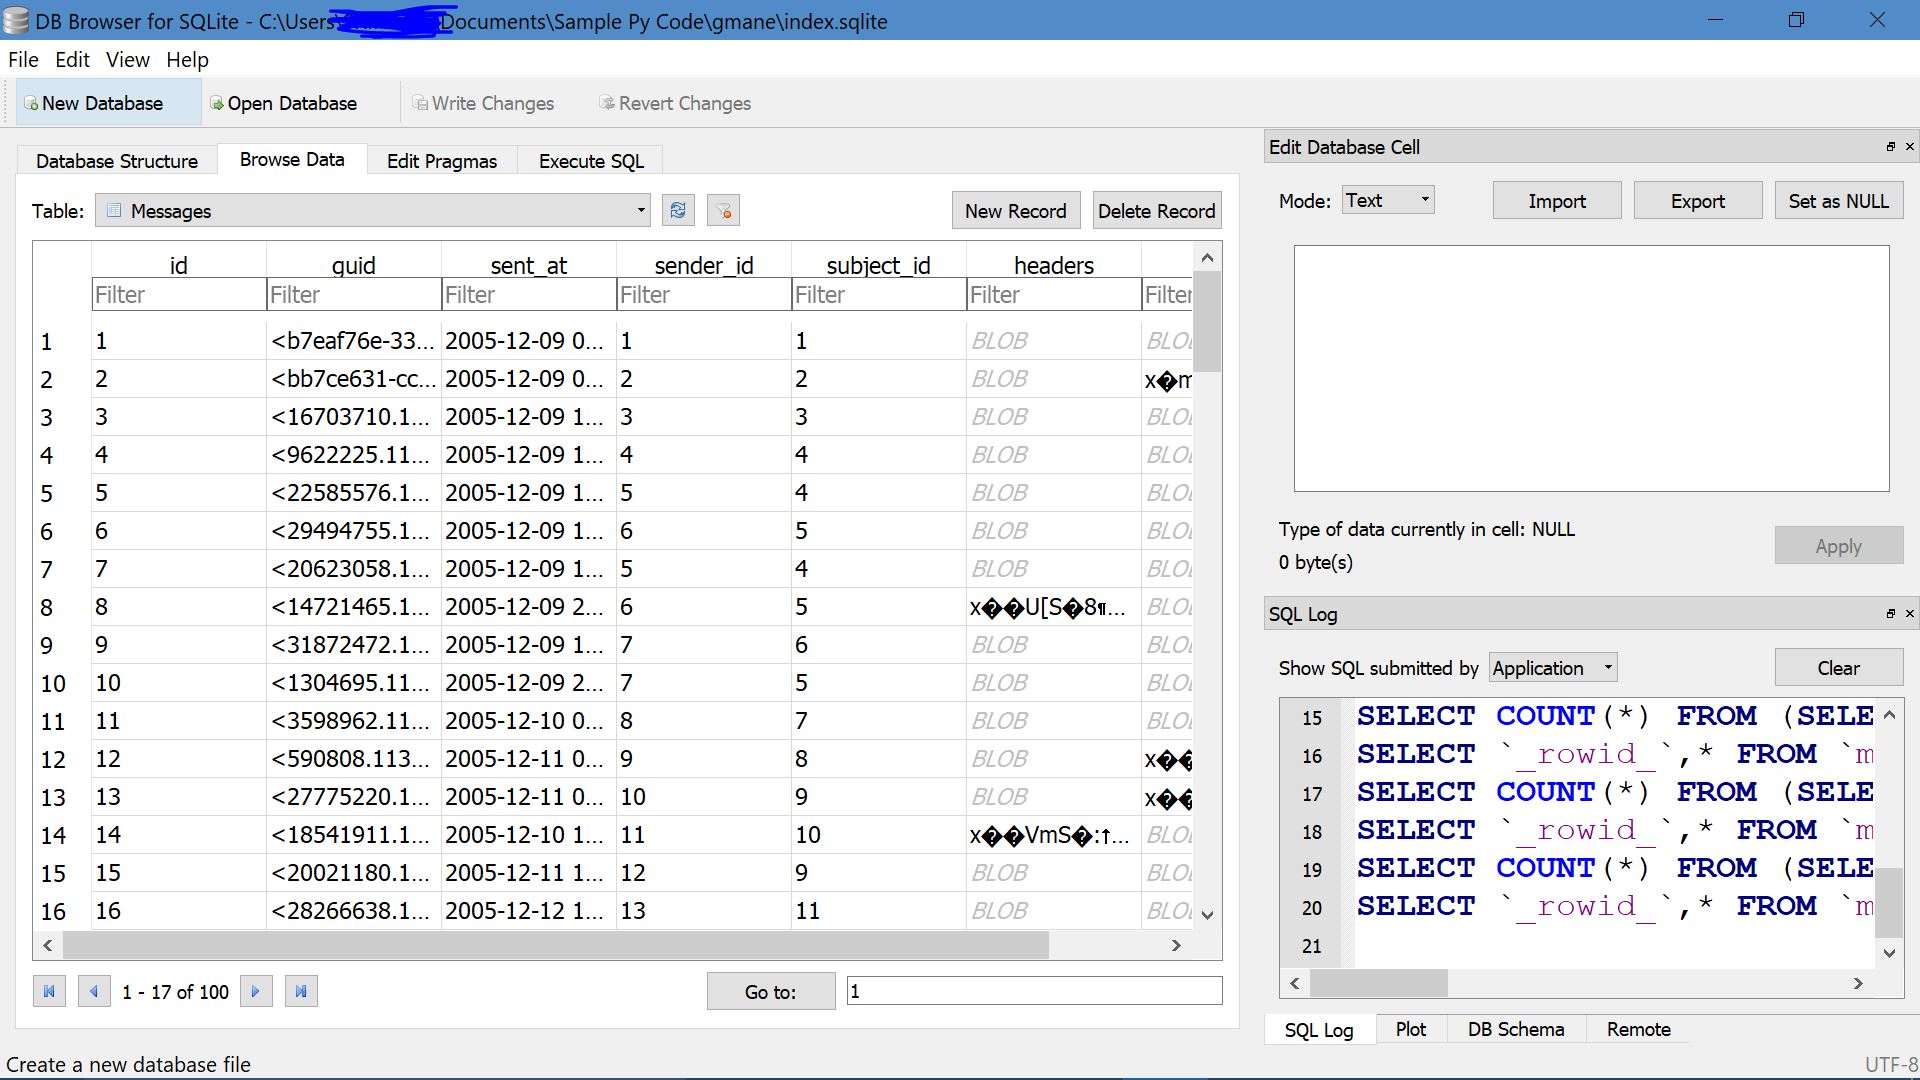 DB Browser for SQLite - C:\Users\ Documents\Sample Py Code\gmane\index.sqlite
File Edit View Help
New Database Open Database Write Changes Revert Changes
Database Structure Browse Data Edit Pragmas Execute SQL
Table: Messages New Record Delete Record
id guid sent_at sender_id subject_id headers
Filter Filter Filter Filter Filter Filter Filter
1 1 <b7eaf76e-33... 2005-12-09 0... 1 1 BLOB BLO
2 2 <bb7ce631-cc... 2005-12-09 0... 2 2 BLOB x�m
3 3 <16703710.1... 2005-12-09 1... 3 3 BLOB BLO
4 4 <9622225.11... 2005-12-09 1... 4 4 BLOB BLO
5 5 <22585576.1... 2005-12-09 1... 5 4 BLOB BLO
6 6 <29494755.1... 2005-12-09 1... 6 5 BLOB BLO
7 7 <20623058.1... 2005-12-09 1... 5 4 BLOB BLO
8 8 <14721465.1... 2005-12-09 2... 6 5 x��U[S�8¶... BLO
9 9 <31872472.1... 2005-12-09 1... 7 6 BLOB BLO
10 10 <1304695.11... 2005-12-09 2... 7 5 BLOB BLO
11 11 <3598962.11... 2005-12-10 0... 8 7 BLOB BLO
12 12 <590808.113... 2005-12-11 0... 9 8 BLOB x��
13 13 <27775220.1... 2005-12-11 0... 10 9 BLOB x��
14 14 <18541911.1... 2005-12-10 1... 11 10 x��VmS�:↑... BLO
15 15 <20021180.1... 2005-12-11 1... 12 9 BLOB BLO
16 16 <28266638.1... 2005-12-12 1... 13 11 BLOB BLO
1 - 17 of 100 Go to: 1
Edit Database Cell
Mode: Text Import Export Set as NULL
Type of data currently in cell: NULL
0 byte(s)
Apply
SQL Log
Show SQL submitted by Application Clear
15 SELECT COUNT(*) FROM (SELE
16 SELECT `_rowid_`,* FROM `m
17 SELECT COUNT(*) FROM (SELE
18 SELECT `_rowid_`,* FROM `m
19 SELECT COUNT(*) FROM (SELE
20 SELECT `_rowid_`,* FROM `m
21
SQL Log Plot DB Schema Remote
Create a new database file UTF-8